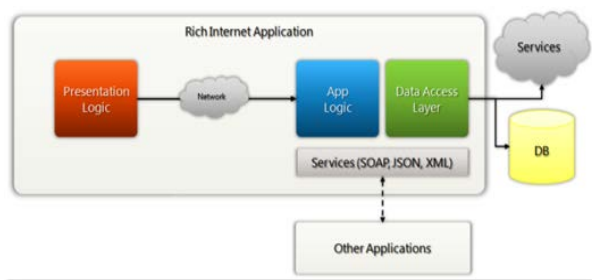 Rich Internet Application
Services
Presentation
Logic
Network
App
Logic
Data Access
Layer
DB
Services (SOAP, JSON, XML)
Other Applications